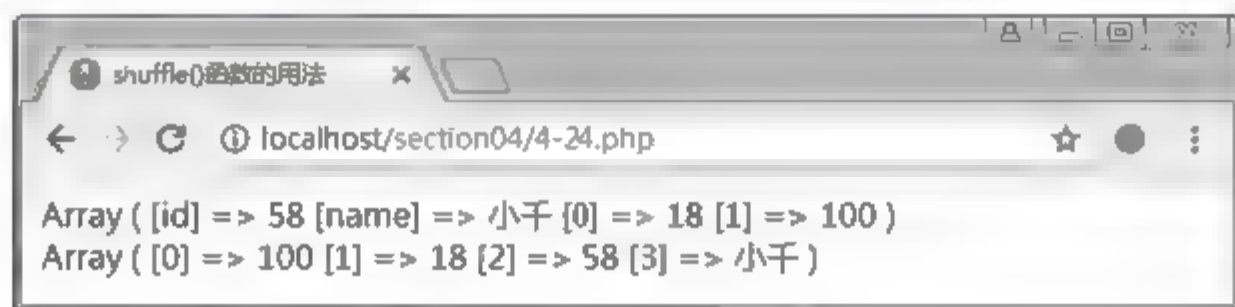 shuffle()函数的用法
localhost/section04/4-24.php
Array ( [id] => 58 [name] => 小千 [0] => 18 [1] => 100 )
Array ( [0] => 100 [1] => 18 [2] => 58 [3] => 小千 )